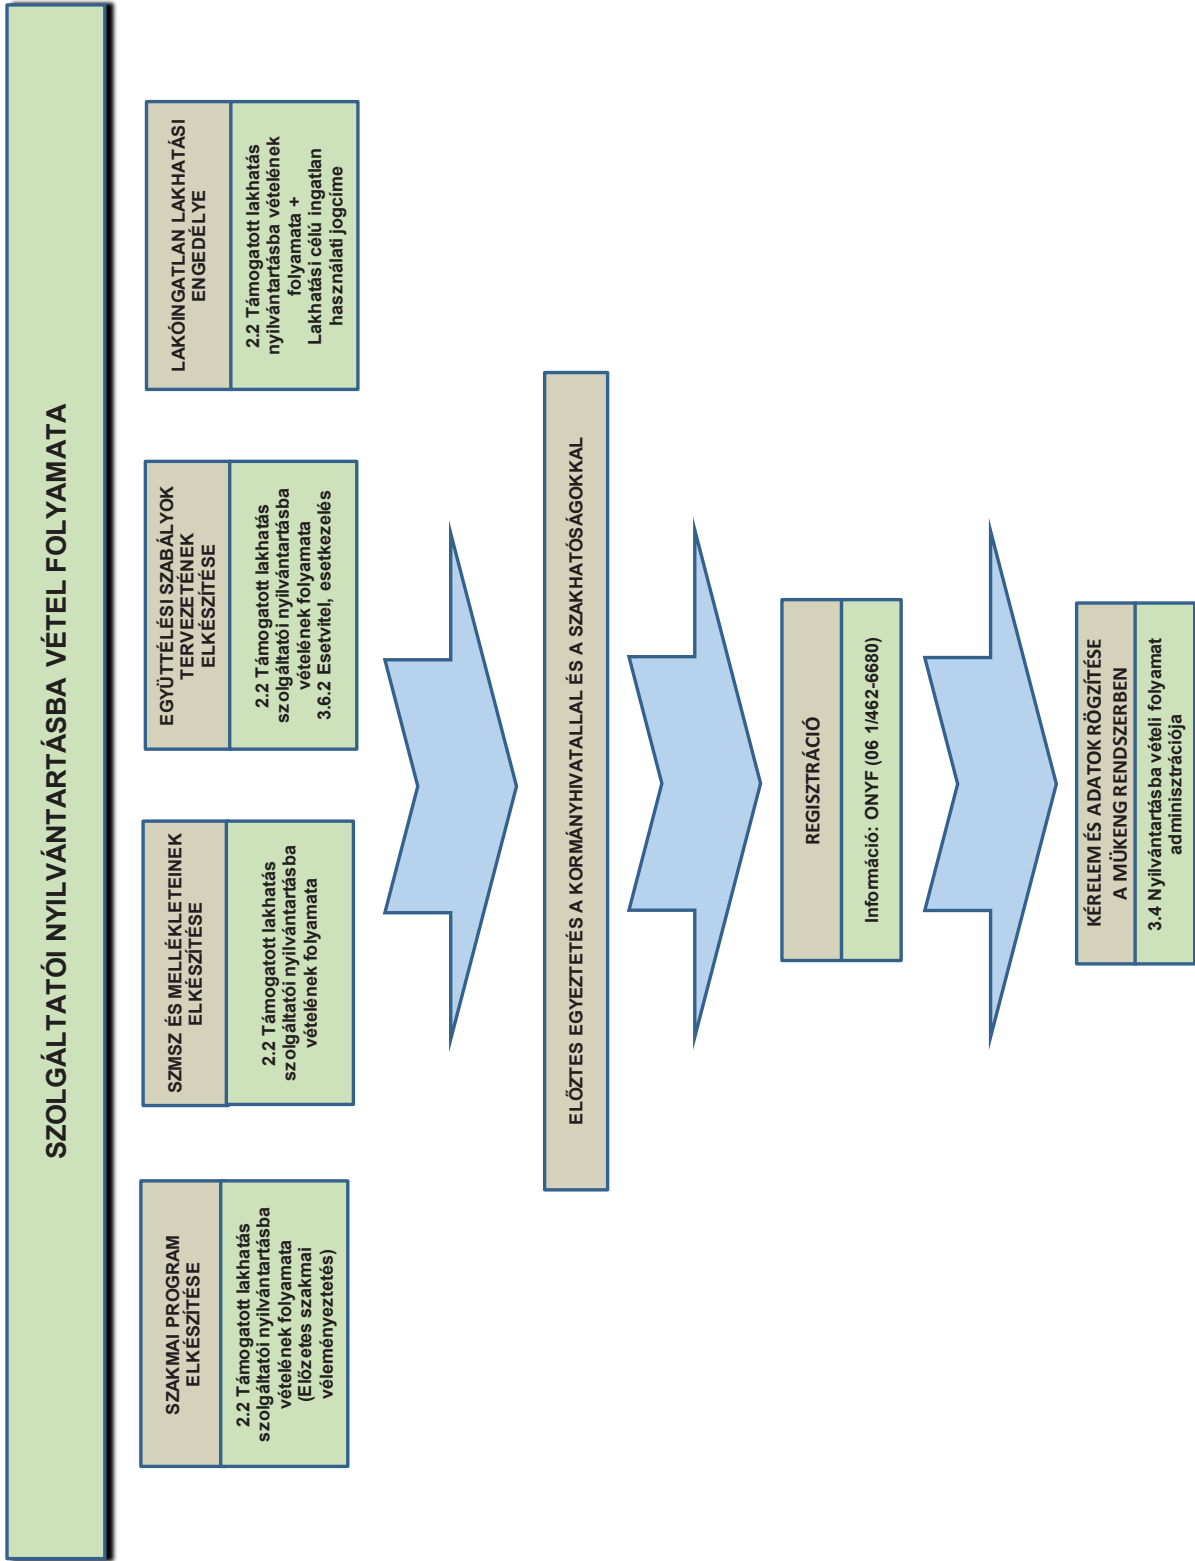 SZOLGÁLTATÓI NYILVÁNTARTÁSBA VÉTEL FOLYAMATA
SZAKMAI PROGRAM
ELKÉSZÍTÉSE
2.2 Támogatott lakhatás
szolgáltatói nyilvántartásba
vételének folyamata
(Előzetes szakmai
véleményeztetés)
SZMSZ ÉS MELLÉKLETEINEK
ELKÉSZÍTÉSE
2.2 Támogatott lakhatás
szolgáltatói nyilvántartásba
vételének folyamata
EGYÜTTÉLÉSI SZABÁLYOK
TERVEZETÉNEK
ELKÉSZÍTÉSE
2.2 Támogatott lakhatás
szolgáltatói nyilvántartásba
vételének folyamata
3.6.2 Esetvitel, esetkezelés
LAKÓINGATLAN LAKHATÁSI
ENGEDÉLYE
2.2 Támogatott lakhatás
nyilvántartásba vételének
folyamata +
Lakhatási célú ingatlan
használati jogcíme
ELŐZTES EGYEZTETÉS A KORMÁNYHIVATALLAL ÉS A SZAKHATÓSÁGOKKAL
REGISZTRÁCIÓ
Információ: ONYF (06 1/462-6680)
KÉRELEM ÉS ADATOK RÖGZÍTÉSE
A MÜKENG RENDSZERBEN
3.4 Nyilvántartásba vételi folyamat
adminisztrációja